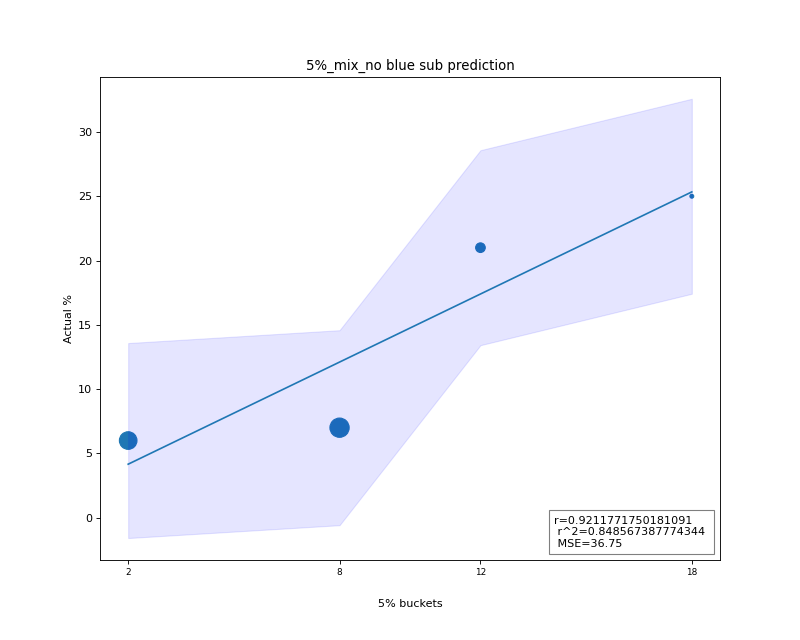 5%_mix_no blue sub prediction
Actual %
30
25
20
15
10
5
0
r=0.9211771750181091
r^2=0.848567387774344
MSE=36.75
2 8 12 18
5% buckets